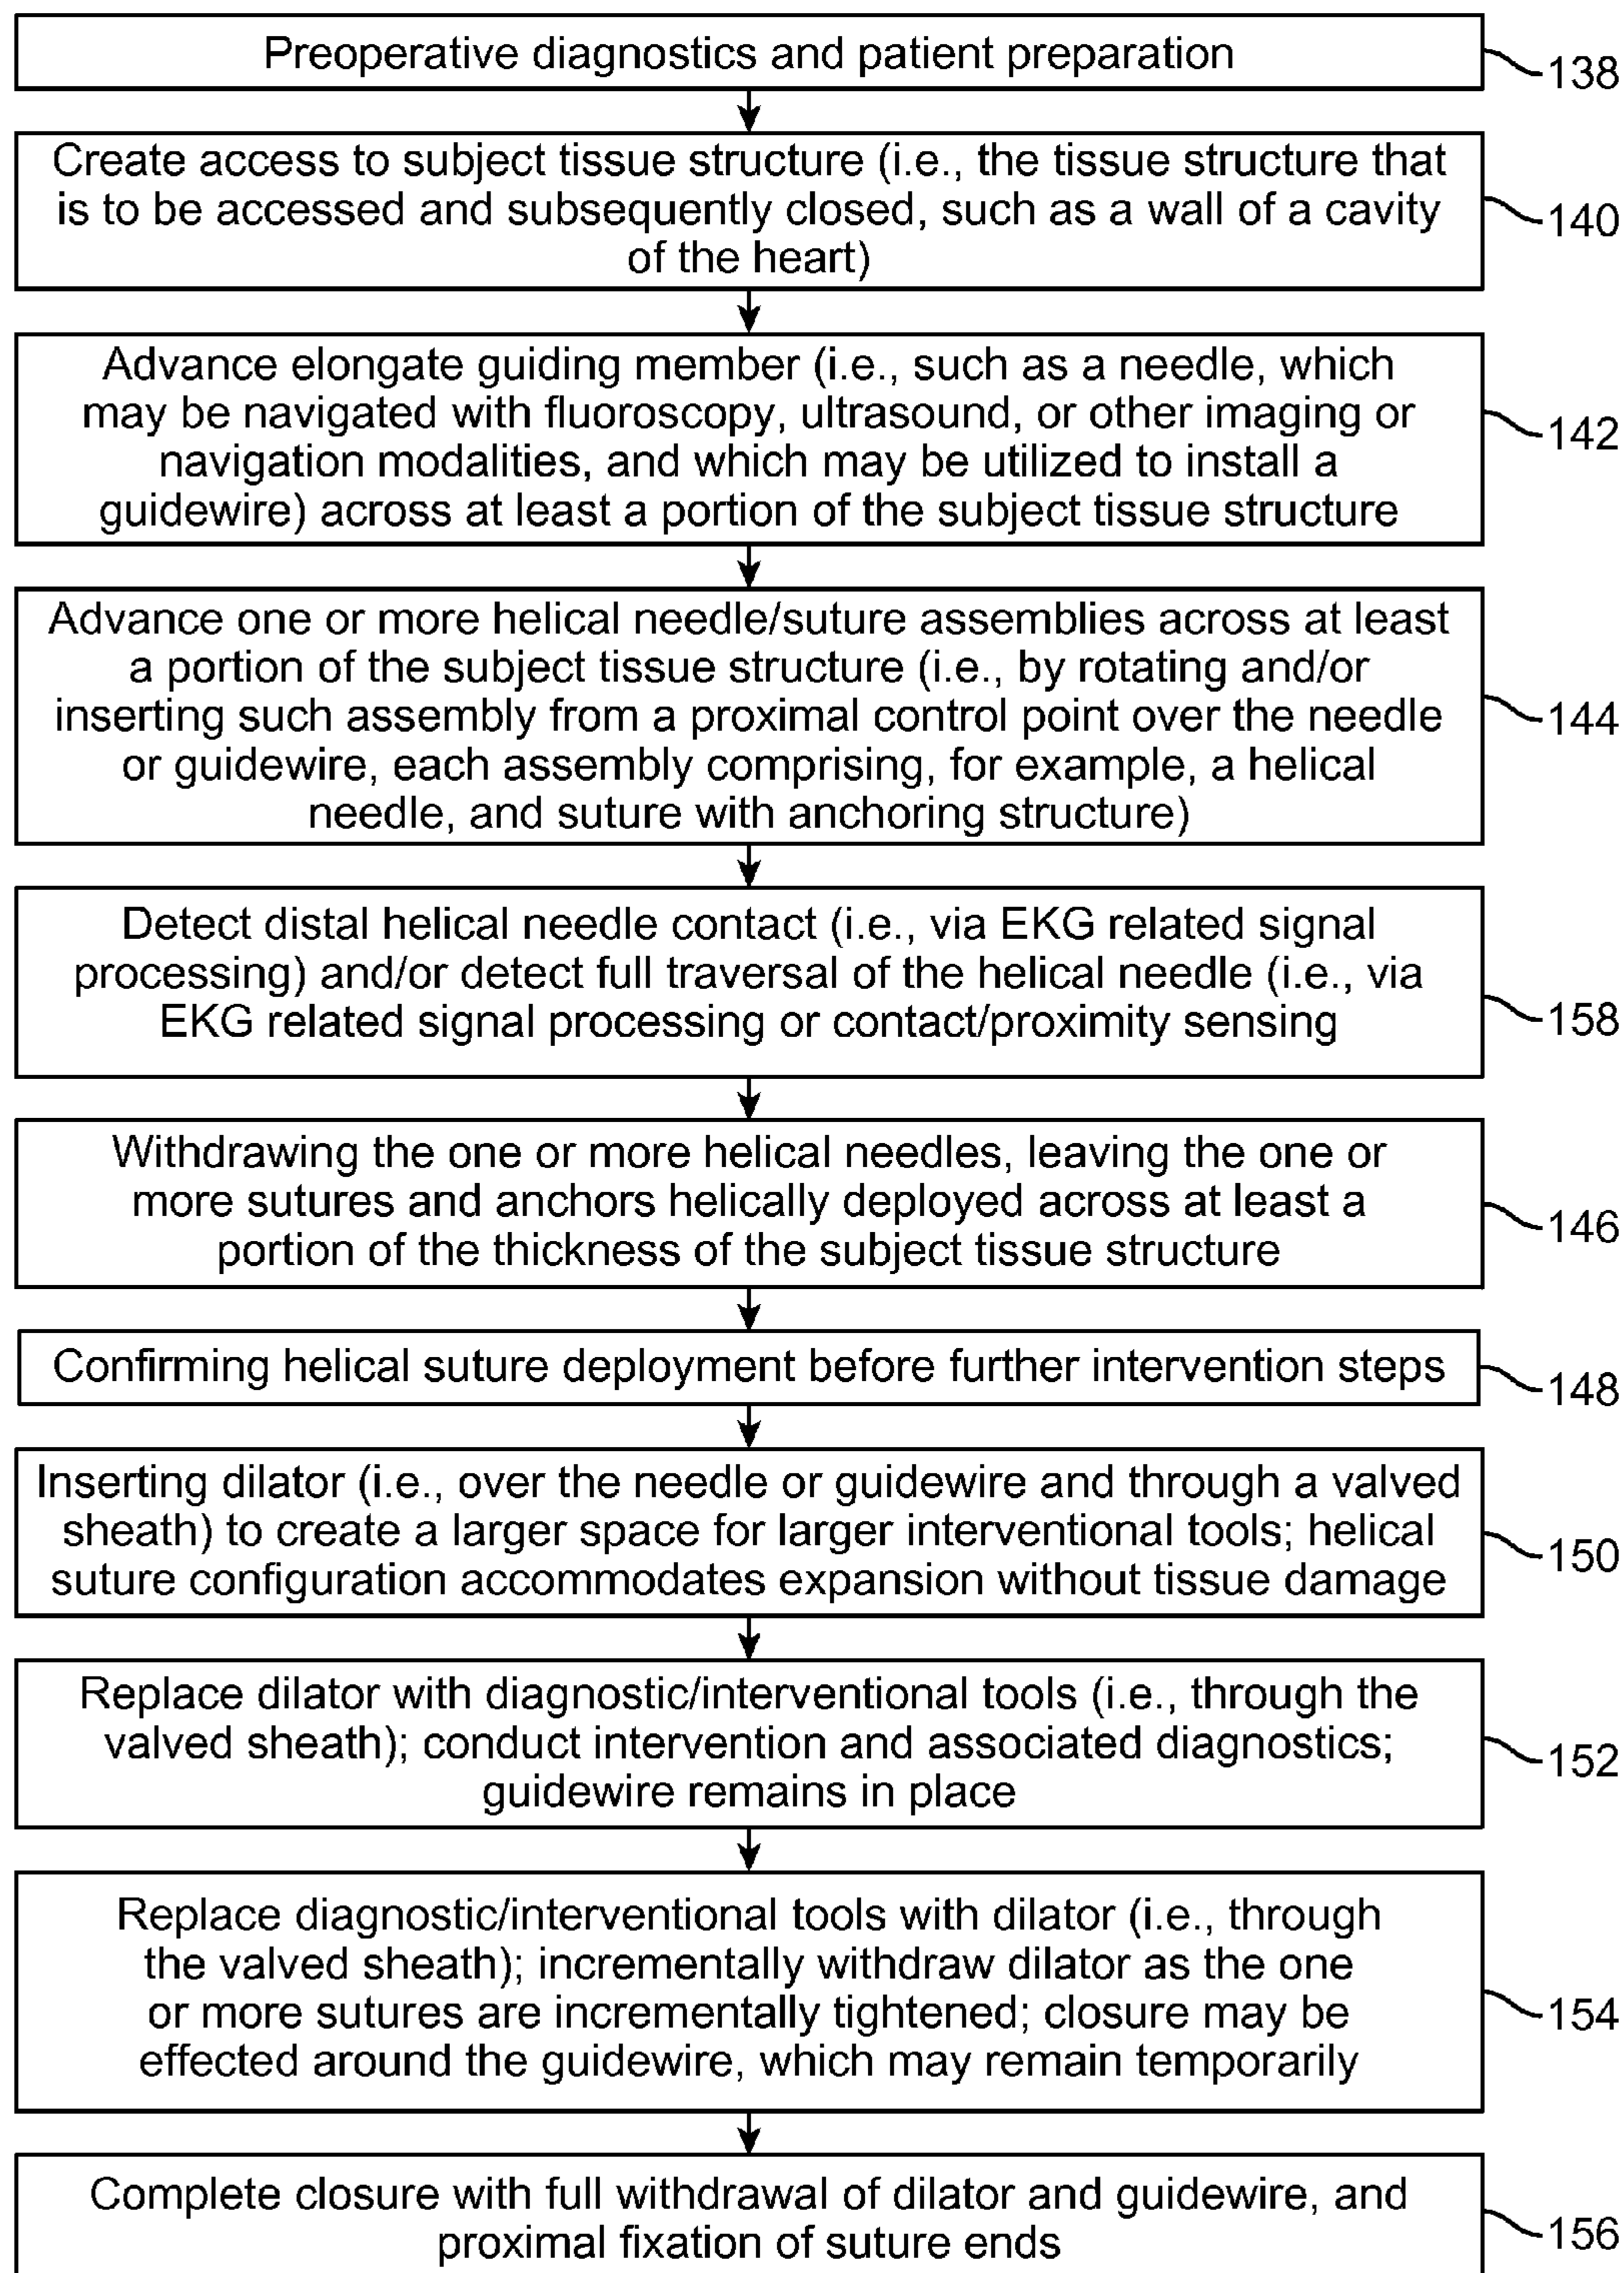 Preoperative diagnostics and patient preparation
138
Create access to subject tissue structure (i.e., the tissue structure that
is to be accessed and subsequently closed, such as a wall of a cavity
of the heart)
140
Advance elongate guiding member (i.e., such as a needle, which
may be navigated with fluoroscopy, ultrasound, or other imaging or
navigation modalities, and which may be utilized to install a
guidewire) across at least a portion of the subject tissue structure
142
Advance one or more helical needle/suture assemblies across at least
a portion of the subject tissue structure (i.e., by rotating and/or
inserting such assembly from a proximal control point over the needle
or guidewire, each assembly comprising, for example, a helical
needle, and suture with anchoring structure)
144
Detect distal helical needle contact (i.e., via EKG related signal
processing) and/or detect full traversal of the helical needle (i.e., via
EKG related signal processing or contact/proximity sensing
158
Withdrawing the one or more helical needles, leaving the one or
more sutures and anchors helically deployed across at least a
portion of the thickness of the subject tissue structure
146
Confirming helical suture deployment before further intervention steps
148
Inserting dilator (i.e., over the needle or guidewire and through a valved
sheath) to create a larger space for larger interventional tools; helical
suture configuration accommodates expansion without tissue damage
150
Replace dilator with diagnostic/interventional tools (i.e., through the
valved sheath); conduct intervention and associated diagnostics;
guidewire remains in place
152
Replace diagnostic/interventional tools with dilator (i.e., through
the valved sheath); incrementally withdraw dilator as the one
or more sutures are incrementally tightened; closure may be
effected around the guidewire, which may remain temporarily
154
Complete closure with full withdrawal of dilator and guidewire, and
proximal fixation of suture ends
156